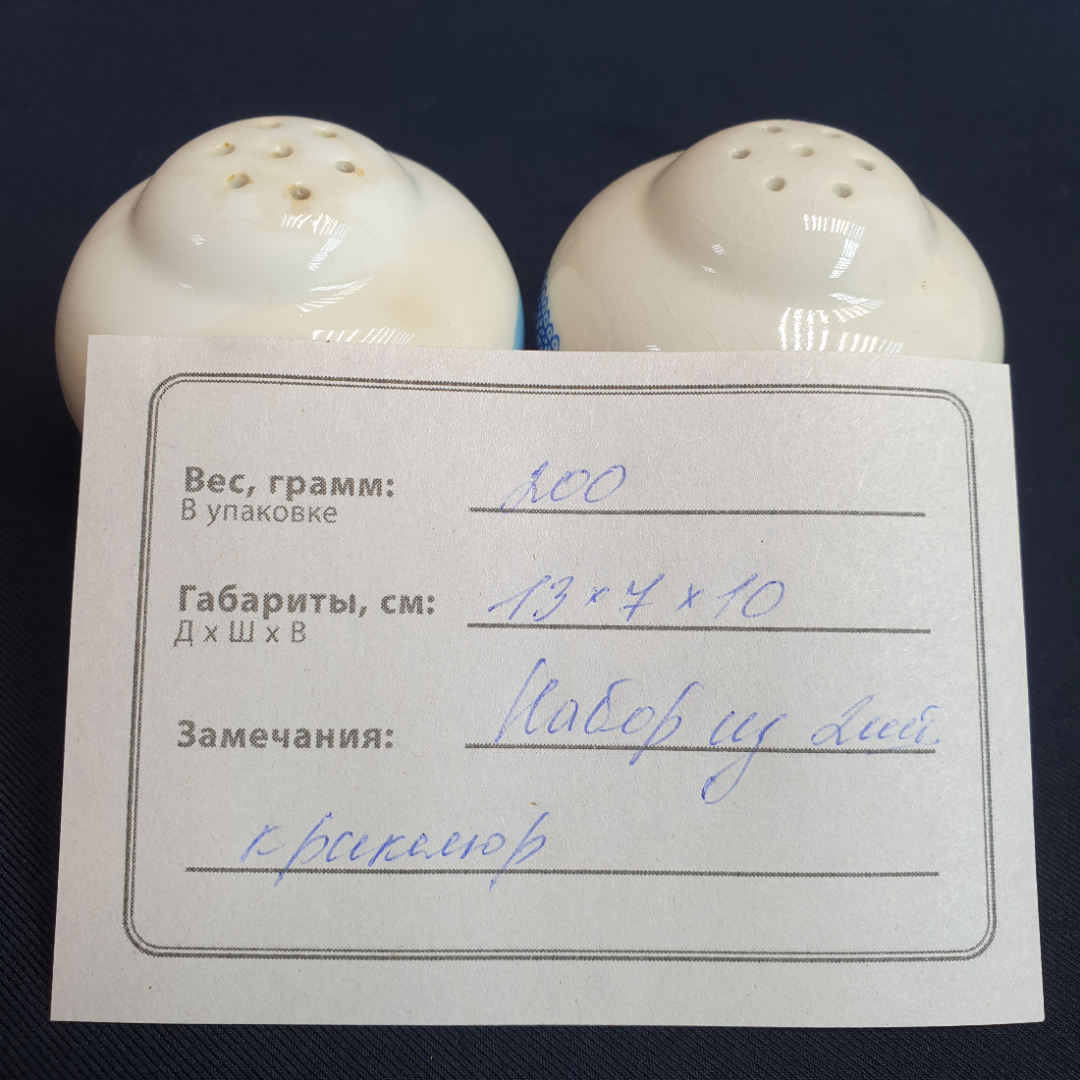 Вес, грамм: 200
В упаковке
Габариты, см: 13 x 7 x 10
Д х Ш х В
Замечания: Набор из 2шт.
кракелюр